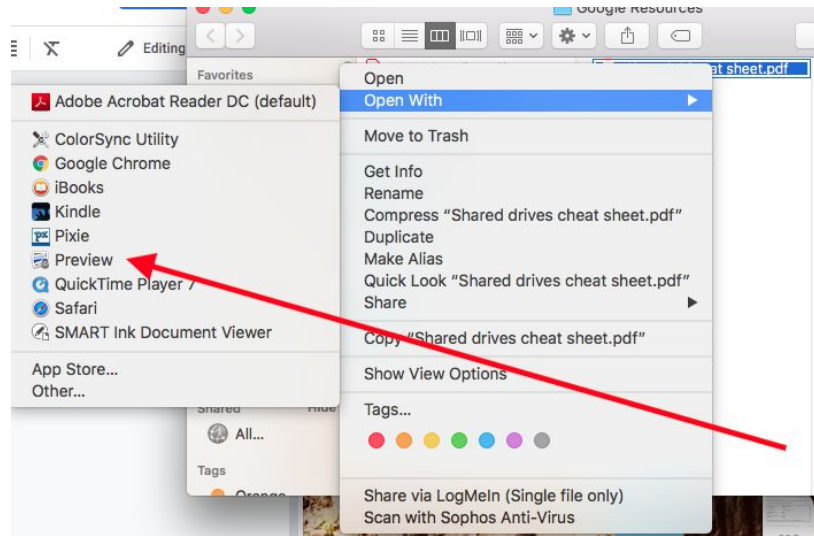 Google Resources
Editing
Favorites
at sheet.pdf
Open
Open With
Move to Trash
Get Info
Rename
Compress “Shared drives cheat sheet.pdf”
Duplicate
Make Alias
Quick Look “Shared drives cheat sheet.pdf”
Share
Copy “Shared drives cheat sheet.pdf”
Show View Options
Tags...
Share via LogMeIn (Single file only)
Scan with Sophos Anti-Virus
Adobe Acrobat Reader DC (default)
ColorSync Utility
Google Chrome
iBooks
Kindle
px Pixie
Preview
QuickTime Player 7
Safari
SMART Ink Document Viewer
App Store...
Other...
Shared
All...
Tags
Orange